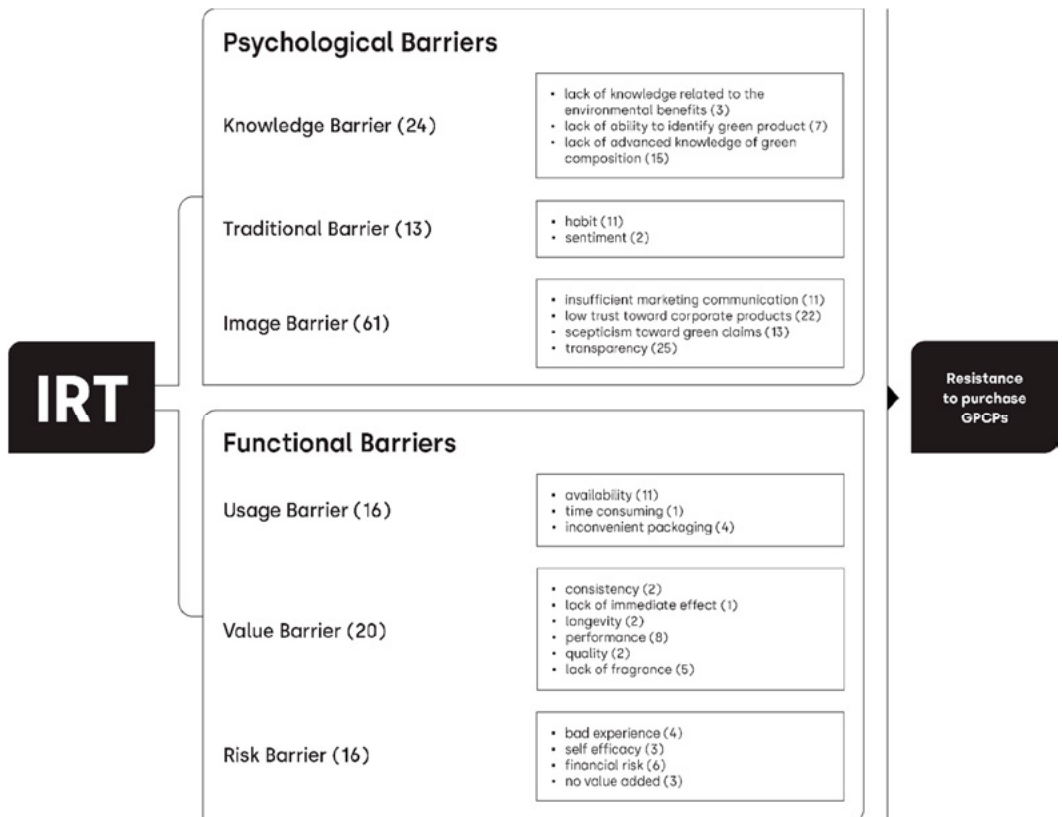 Psychological Barriers
Knowledge Barrier (24)
• lack of knowledge related to the
environmental benefits (3)
• lack of ability to identify green product (7)
• lack of advanced knowledge of green
composition (15)
Traditional Barrier (13)
• habit (11)
• sentiment (2)
Image Barrier (61)
• insufficient marketing communication (11)
• low trust toward corporate products (22)
• scepticism toward green claims (13)
• transparency (25)
IRT
Resistance
to purchase
GPCPs
Functional Barriers
Usage Barrier (16)
• availability (11)
• time consuming (1)
• inconvenient packaging (4)
Value Barrier (20)
• consistency (2)
• lack of immediate effect (1)
• longevity (2)
• performance (8)
• quality (2)
• lack of fragrance (5)
Risk Barrier (16)
• bad experience (4)
• self efficacy (3)
• financial risk (6)
• no value added (3)